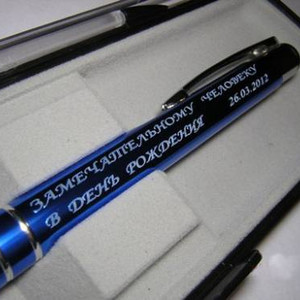 ЗАМЕЧАТЕЛЬНОМУ ЧЕЛОВЕКУ
В ДЕНЬ РОЖДЕНИЯ
26.03.2012